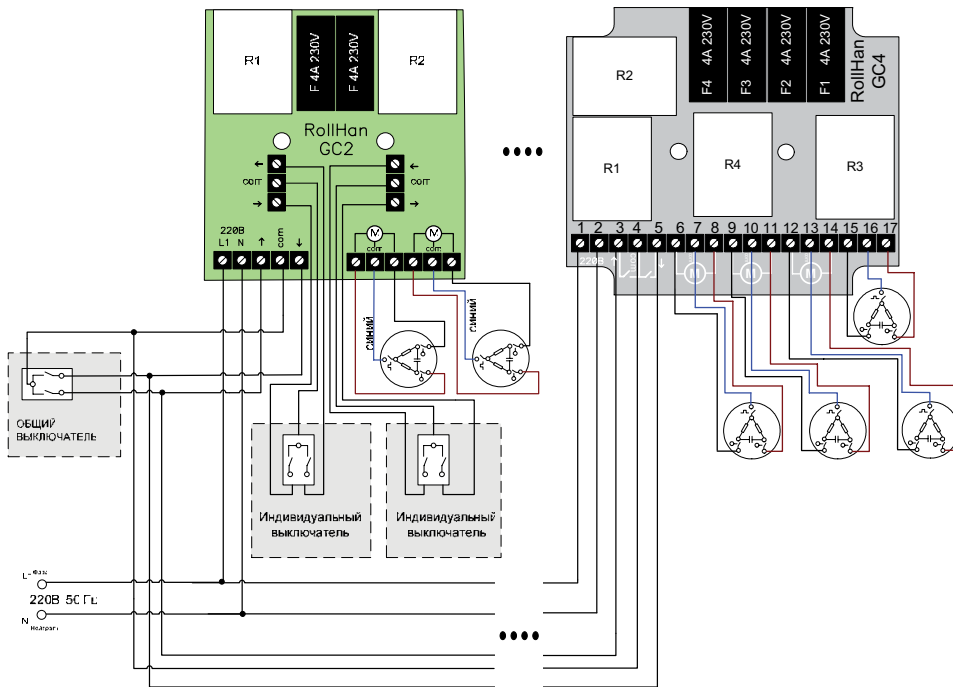 R1
F 4A 230V
F 4A 230V
R2
RollHan
GC2
←
com
→
←
com
→
220В
L1 N ↑ com ↓
M
com
M
com
синий
синий
R2
F4 4A 230V
F3 4A 230V
F2 4A 230V
F1 4A 230V
RollHan
GC4
R1
R4
R3
1 2 3 4 5 6 7 8 9 10 11 12 13 14 15 16 17
220В ↑ ↓
M
M
M
ОБЩИЙ
ВЫКЛЮЧАТЕЛЬ
Индивидуальный
выключатель
Индивидуальный
выключатель
L Фаза
220В 50 Гц
N
Нейтраль